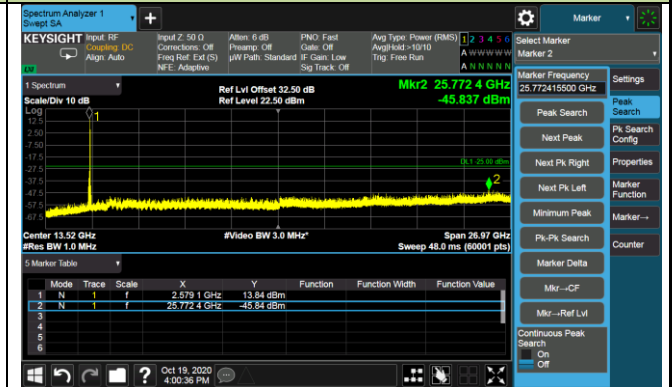 Spectrum Analyzer 1
Swept SA
+
Marker
KEYSIGHT Input: RF
Coupling: DC
Align: Auto
Input Z: 50 Ω
Corrections: Off
Freq Ref: Ext (S)
NFE: Adaptive
Atten: 6 dB
Preamp: Off
µW Path: Standard
PNO: Fast
Gate: Off
IF Gain: Low
Sig Track: Off
Avg Type: Power (RMS)
Avg|Hold:>10/10
Trig: Free Run
1 2 3 4 5 6
A W W W W W
A N N N N N
Select Marker
Marker 2
1 Spectrum
Scale/Div 10 dB
Log
Ref Lvl Offset 32.50 dB
Ref Level 22.50 dBm
Mkr2 25.772 4 GHz
-45.837 dBm
12.5
2.50
-7.50
-17.5
-27.5
-37.5
-47.5
-57.5
-67.5
1
DL1 -25.00 dBm
2
Center 13.52 GHz
#Res BW 1.0 MHz
#Video BW 3.0 MHz*
Span 26.97 GHz
Sweep 48.0 ms (60001 pts)
5 Marker Table
Mode Trace Scale X Y Function Function Width Function Value
1 N 1 f 2.579 1 GHz 13.84 dBm
2 N 1 f 25.772 4 GHz -45.84 dBm
3
4
5
6
Marker Frequency
25.772415500 GHz
Peak Search
Next Peak
Next Pk Right
Next Pk Left
Minimum Peak
Pk-Pk Search
Marker Delta
Mkr→CF
Mkr→Ref Lvl
Continuous Peak
Search
On
Off
Settings
Peak
Search
Pk Search
Config
Properties
Marker
Function
Marker→
Counter
?
Oct 19, 2020
4:00:36 PM